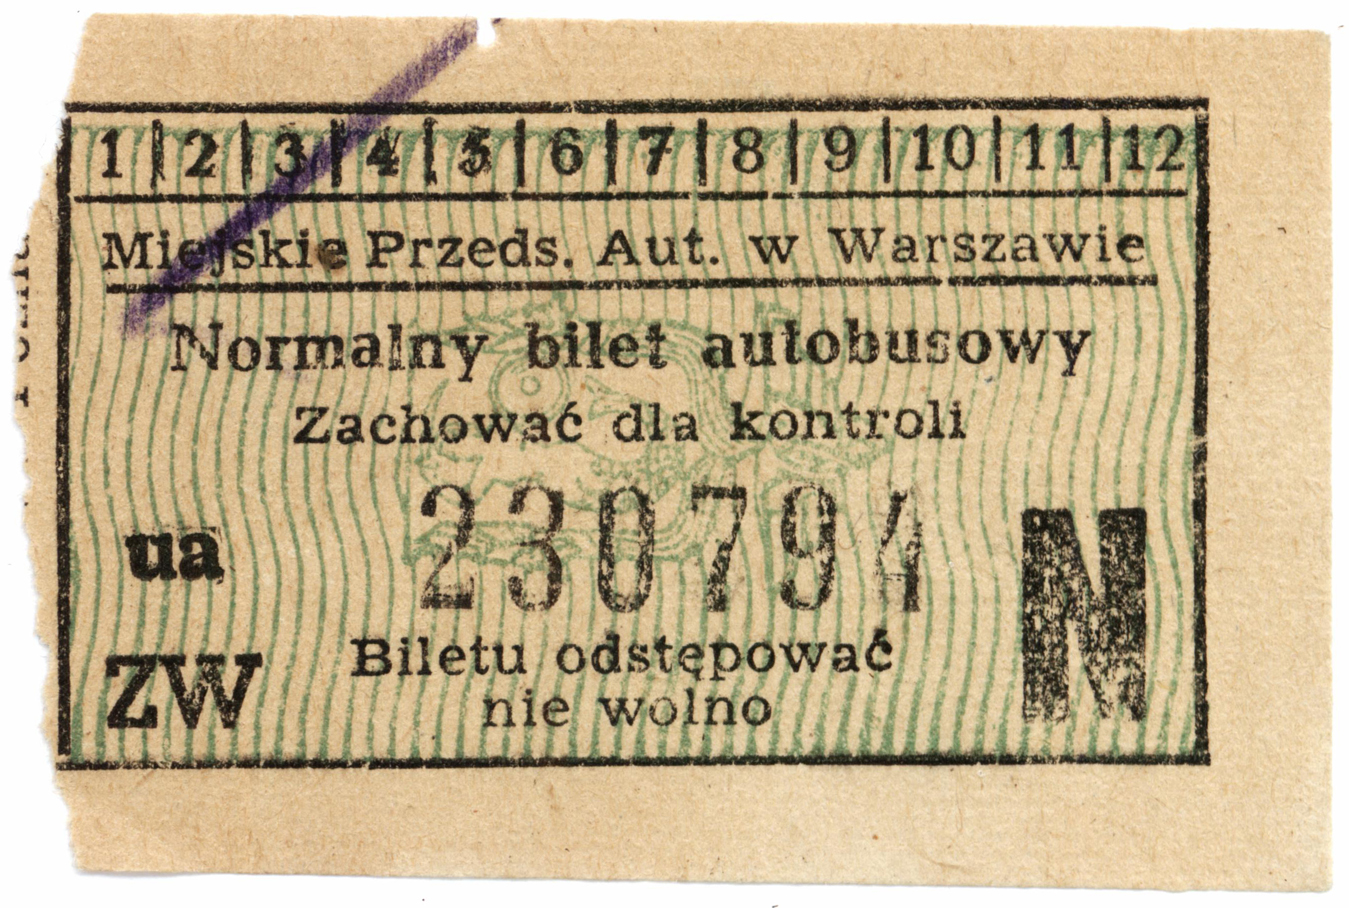 1 | 2 | 3 | 4 | 5 | 6 | 7 | 8 | 9 | 10 | 11 | 12
Miejskie Przeds. Aut. w Warszawie
Normalny bilet autobusowy
Zachować dla kontroli
230794
ua
N
ZW
Biletu odstępować
nie wolno